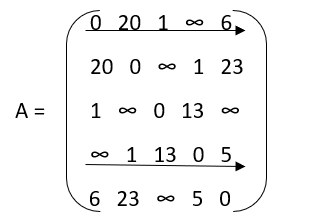 0 20 1 ∞ 6
20 0 ∞ 1 23
A = 1 ∞ 0 13 ∞
∞ 1 13 0 5
6 23 ∞ 5 0